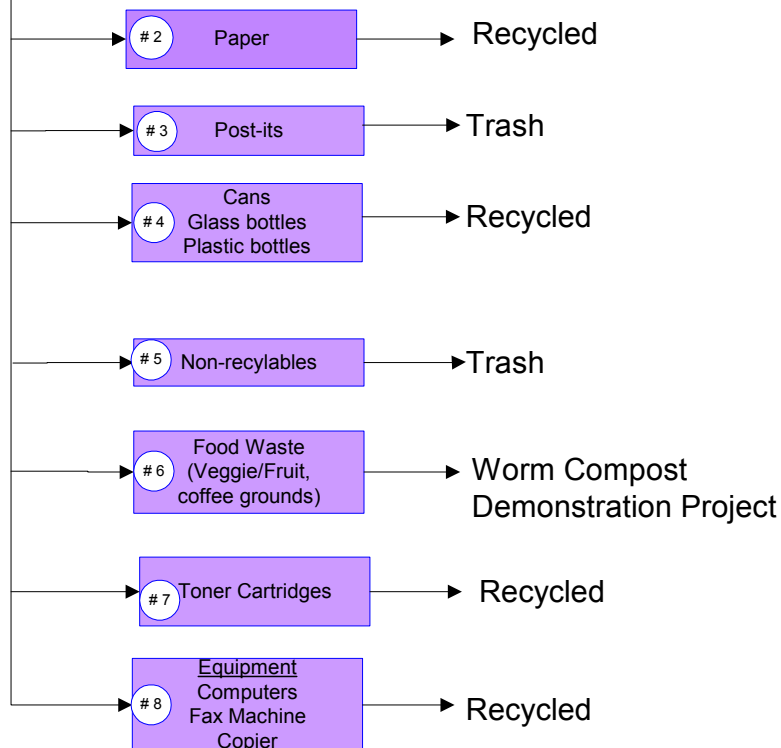 # 2 Paper Recycled
# 3 Post-its Trash
Cans
Glass bottles
Plastic bottles
# 4
Recycled
# 5 Non-recylables Trash
Food Waste
(Veggie/Fruit,
coffee grounds)
# 6
Worm Compost
Demonstration Project
# 7 Toner Cartridges Recycled
Equipment
Computers
Fax Machine
Copier
# 8
Recycled